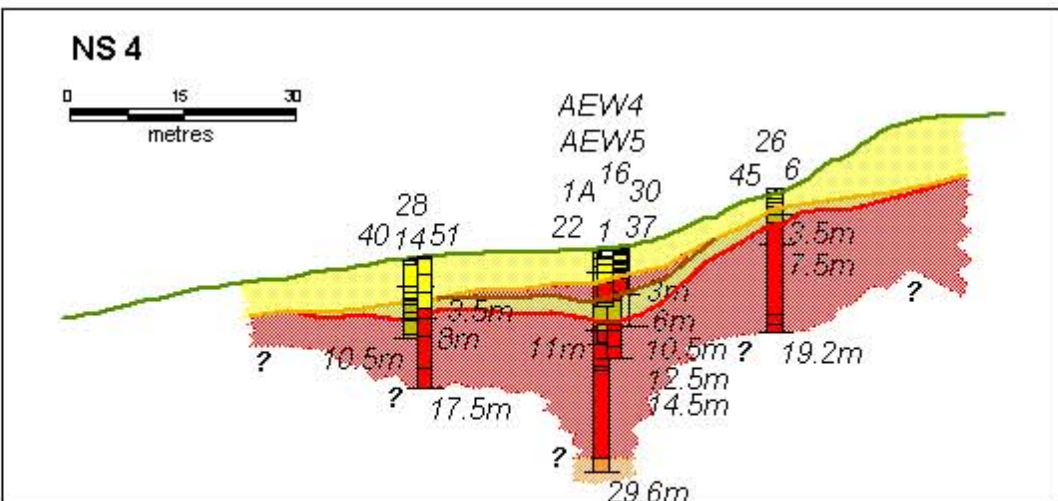 NS 4
0 15 30
metres
AEW4
AEW5
1A 16 30
22 1 37
28
40 14 51
26
45 6
3.5m
7.5m
3m
6m
3.5m
8m
10.5m
11m
10.5m
12.5m
14.5m
17.5m
19.2m
29.6m
?
?
?
?
?